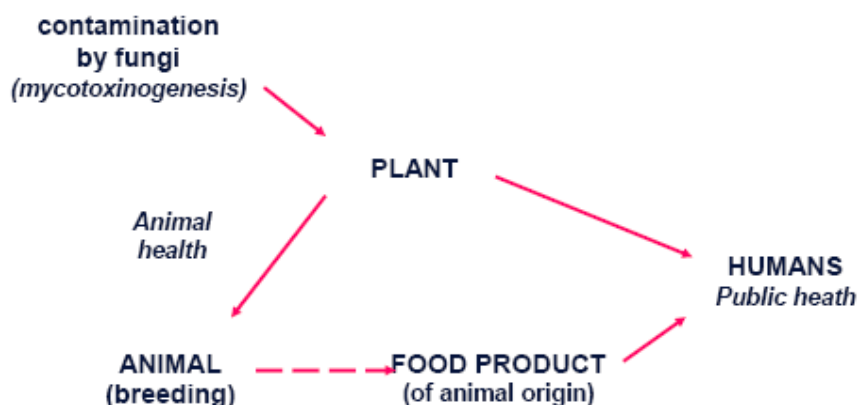 contamination
by fungi
(mycotoxinogenesis)
PLANT
Animal
health
HUMANS
Public heath
ANIMAL
(breeding)
FOOD PRODUCT
(of animal origin)